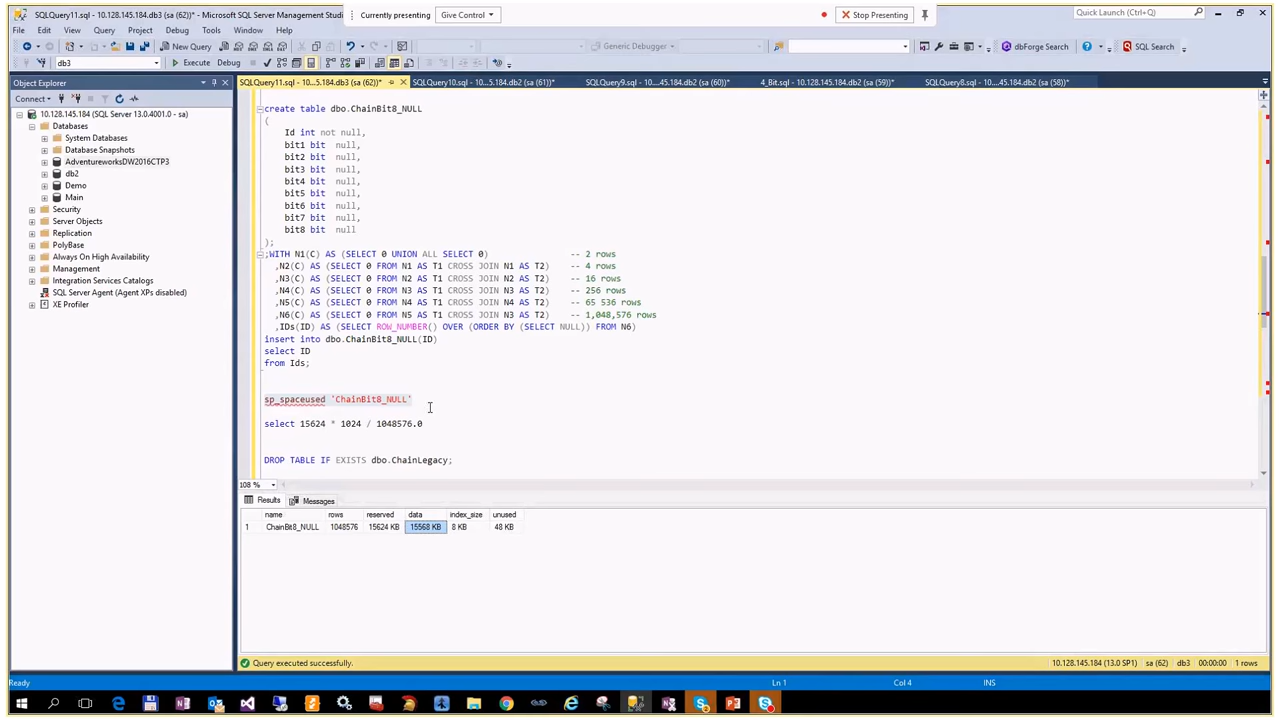 SQLQuery11.sql - 10.128.145.184.db3 (sa (62))* - Microsoft SQL Server Management Studi
Currently presenting
Give Control
Stop Presenting
Quick Launch (Ctrl+Q)
File Edit View Query Project Debug Tools Window Help
New Query
Generic Debugger
dbForge Search
SQL Search
db3
Execute Debug
Object Explorer
SQLQuery11.sql - 10....5.184.db3 (sa (62))*
SQLQuery10.sql - 10....5.184.db2 (sa (61))*
SQLQuery9.sql - 10....45.184.db2 (sa (60))*
4_Bit.sql - 10.128.145.184.db2 (sa (59))*
SQLQuery8.sql - 10....45.184.db2 (sa (58))*
Connect
10.128.145.184 (SQL Server 13.0.4001.0 - sa)
Databases
System Databases
Database Snapshots
AdventureworksDW2016CTP3
db2
Demo
Main
Security
Server Objects
Replication
PolyBase
Always On High Availability
Management
Integration Services Catalogs
SQL Server Agent (Agent XPs disabled)
XE Profiler
create table dbo.ChainBit8_NULL
(
Id int not null,
bit1 bit null,
bit2 bit null,
bit3 bit null,
bit4 bit null,
bit5 bit null,
bit6 bit null,
bit7 bit null,
bit8 bit null
);
;WITH N1(C) AS (SELECT 0 UNION ALL SELECT 0) -- 2 rows
,N2(C) AS (SELECT 0 FROM N1 AS T1 CROSS JOIN N1 AS T2) -- 4 rows
,N3(C) AS (SELECT 0 FROM N2 AS T1 CROSS JOIN N2 AS T2) -- 16 rows
,N4(C) AS (SELECT 0 FROM N3 AS T1 CROSS JOIN N3 AS T2) -- 256 rows
,N5(C) AS (SELECT 0 FROM N4 AS T1 CROSS JOIN N4 AS T2) -- 65 536 rows
,N6(C) AS (SELECT 0 FROM N5 AS T1 CROSS JOIN N3 AS T2) -- 1,048,576 rows
,IDs(ID) AS (SELECT ROW_NUMBER() OVER (ORDER BY (SELECT NULL)) FROM N6)
insert into dbo.ChainBit8_NULL(ID)
select ID
from Ids;
sp_spaceused 'ChainBit8_NULL'
select 15624 * 1024 / 1048576.0
DROP TABLE IF EXISTS dbo.ChainLegacy;
108 %
Results Messages
name rows reserved data index_size unused
1 ChainBit8_NULL 1048576 15624 KB 15568 KB 8 KB 48 KB
Query executed successfully.
10.128.145.184 (13.0 SP1) sa (62) db3 00:00:00 1 rows
Ready
Ln 1 Col 4 INS